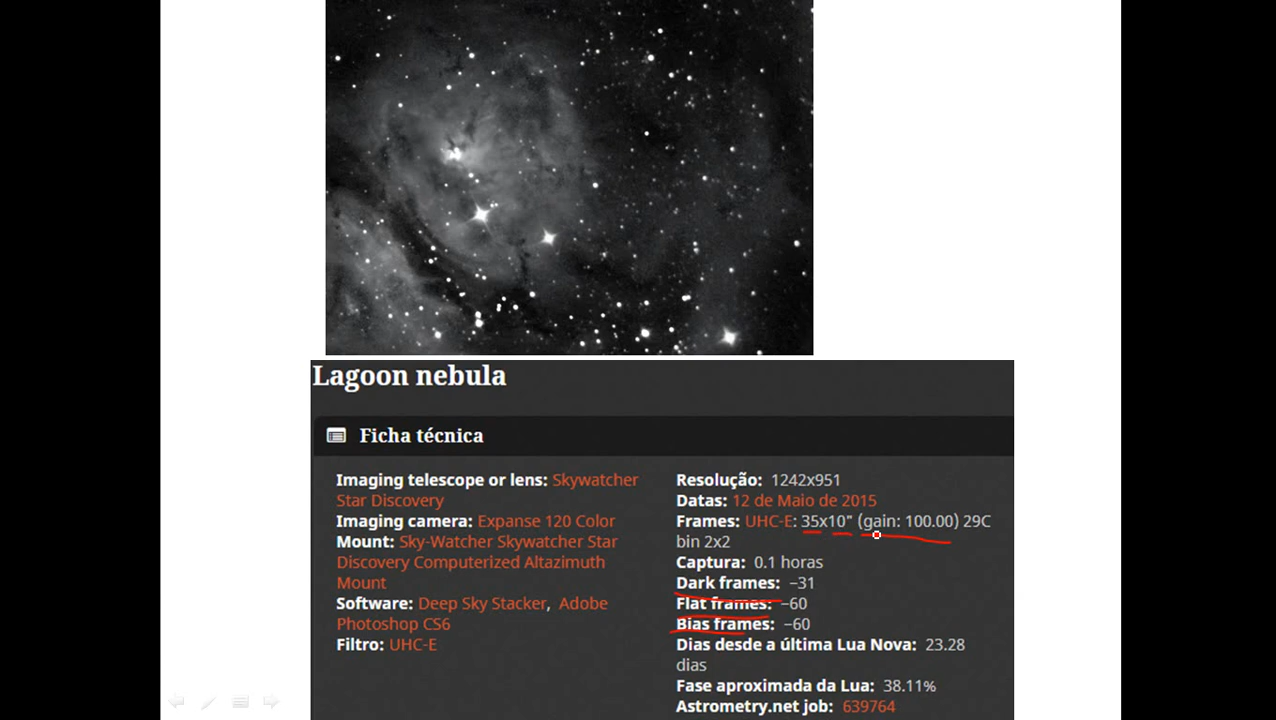 Lagoon nebula
Ficha técnica
Imaging telescope or lens: Skywatcher
Star Discovery
Imaging camera: Expanse 120 Color
Mount: Sky-Watcher Skywatcher Star
Discovery Computerized Altazimuth
Mount
Software: Deep Sky Stacker, Adobe
Photoshop CS6
Filtro: UHC-E
Resolução: 1242x951
Datas: 12 de Maio de 2015
Frames: UHC-E: 35x10" (gain: 100.00) 29C
bin 2x2
Captura: 0.1 horas
Dark frames: ~31
Flat frames: ~60
Bias frames: ~60
Dias desde a última Lua Nova: 23.28
dias
Fase aproximada da Lua: 38.11%
Astrometry.net job: 639764